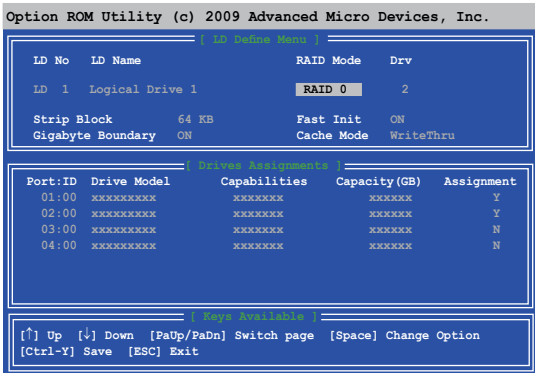 Option ROM Utility (c) 2009 Advanced Micro Devices, Inc.
[ LD Define Menu ]
LD No LD Name RAID Mode Drv
LD 1 Logical Drive 1 RAID 0 2
Strip Block 64 KB Fast Init ON
Gigabyte Boundary ON Cache Mode WriteThru
[ Drives Assignments ]
Port:ID Drive Model Capabilities Capacity(GB) Assignment
01:00 xxxxxxxxx xxxxxxx xxxxxx Y
02:00 xxxxxxxxx xxxxxxx xxxxxx Y
03:00 xxxxxxxxx xxxxxxx xxxxxx N
04:00 xxxxxxxxx xxxxxxx xxxxxx N
[ Keys Available ]
[↑] Up [↓] Down [PaUp/PaDn] Switch page [Space] Change Option
[Ctrl-Y] Save [ESC] Exit